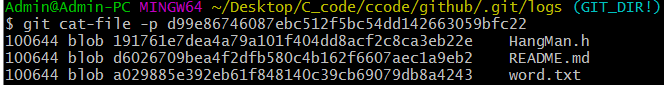 Admin@Admin-PC MINGW64 ~/Desktop/C_code/ccode/github/.git/logs (GIT_DIR!)
$ git cat-file -p d99e86746087ebc512f5bc54dd142663059bfc22
100644 blob 191761e7dea4a79a101f404dd8acf2c8ca3eb22e    HangMan.h
100644 blob d6026709bea4f2dfb580c4b162f6607aec1a9eb2    README.md
100644 blob a029885e392eb61f848140c39cb69079db8a4243    word.txt